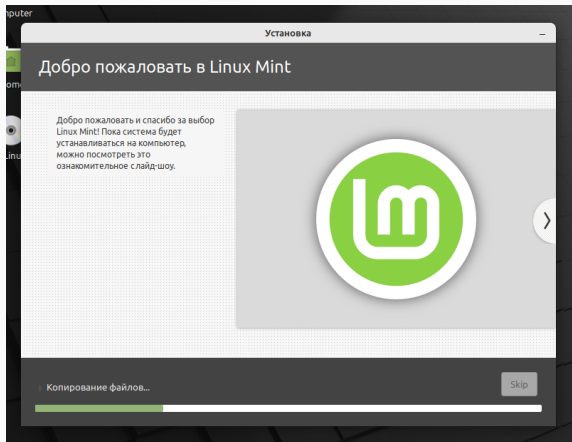 Установка
Добро пожаловать в Linux Mint
Добро пожаловать и спасибо за выбор
Linux Mint! Пока система будет
устанавливаться на компьютер,
можно посмотреть это
ознакомительное слайд-шоу.
Копирование файлов...
Skip